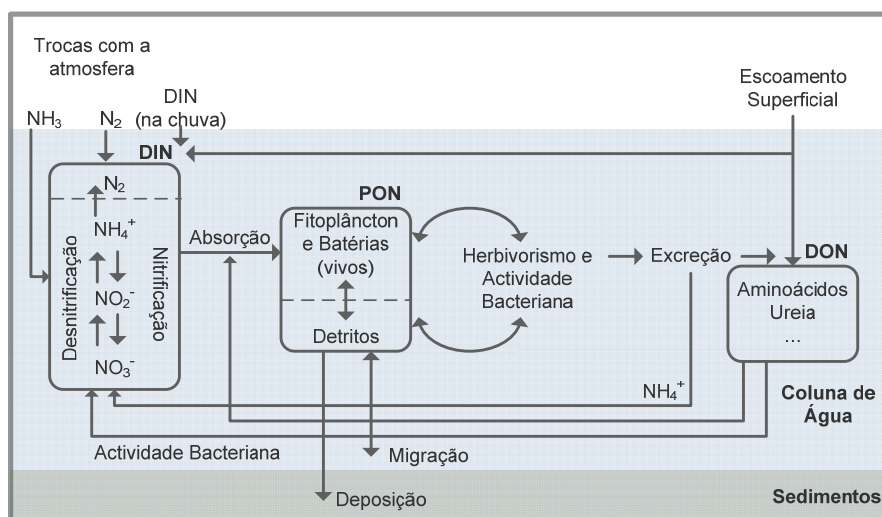 Trocas com a
atmosfera
NH₃
N₂
DIN
(na chuva)
Escoamento
Superficial
DIN
N₂
NH₄⁺
NO₂⁻
NO₃⁻
Desnitrificação
Nitrificação
Absorção
PON
Fitoplâncton
e Batérias
(vivos)
Detritos
Herbivorismo e
Actividade
Bacteriana
Excreção
DON
Aminoácidos
Ureia
...
NH₄⁺
Coluna de
Água
Actividade Bacteriana
Migração
Deposição
Sedimentos